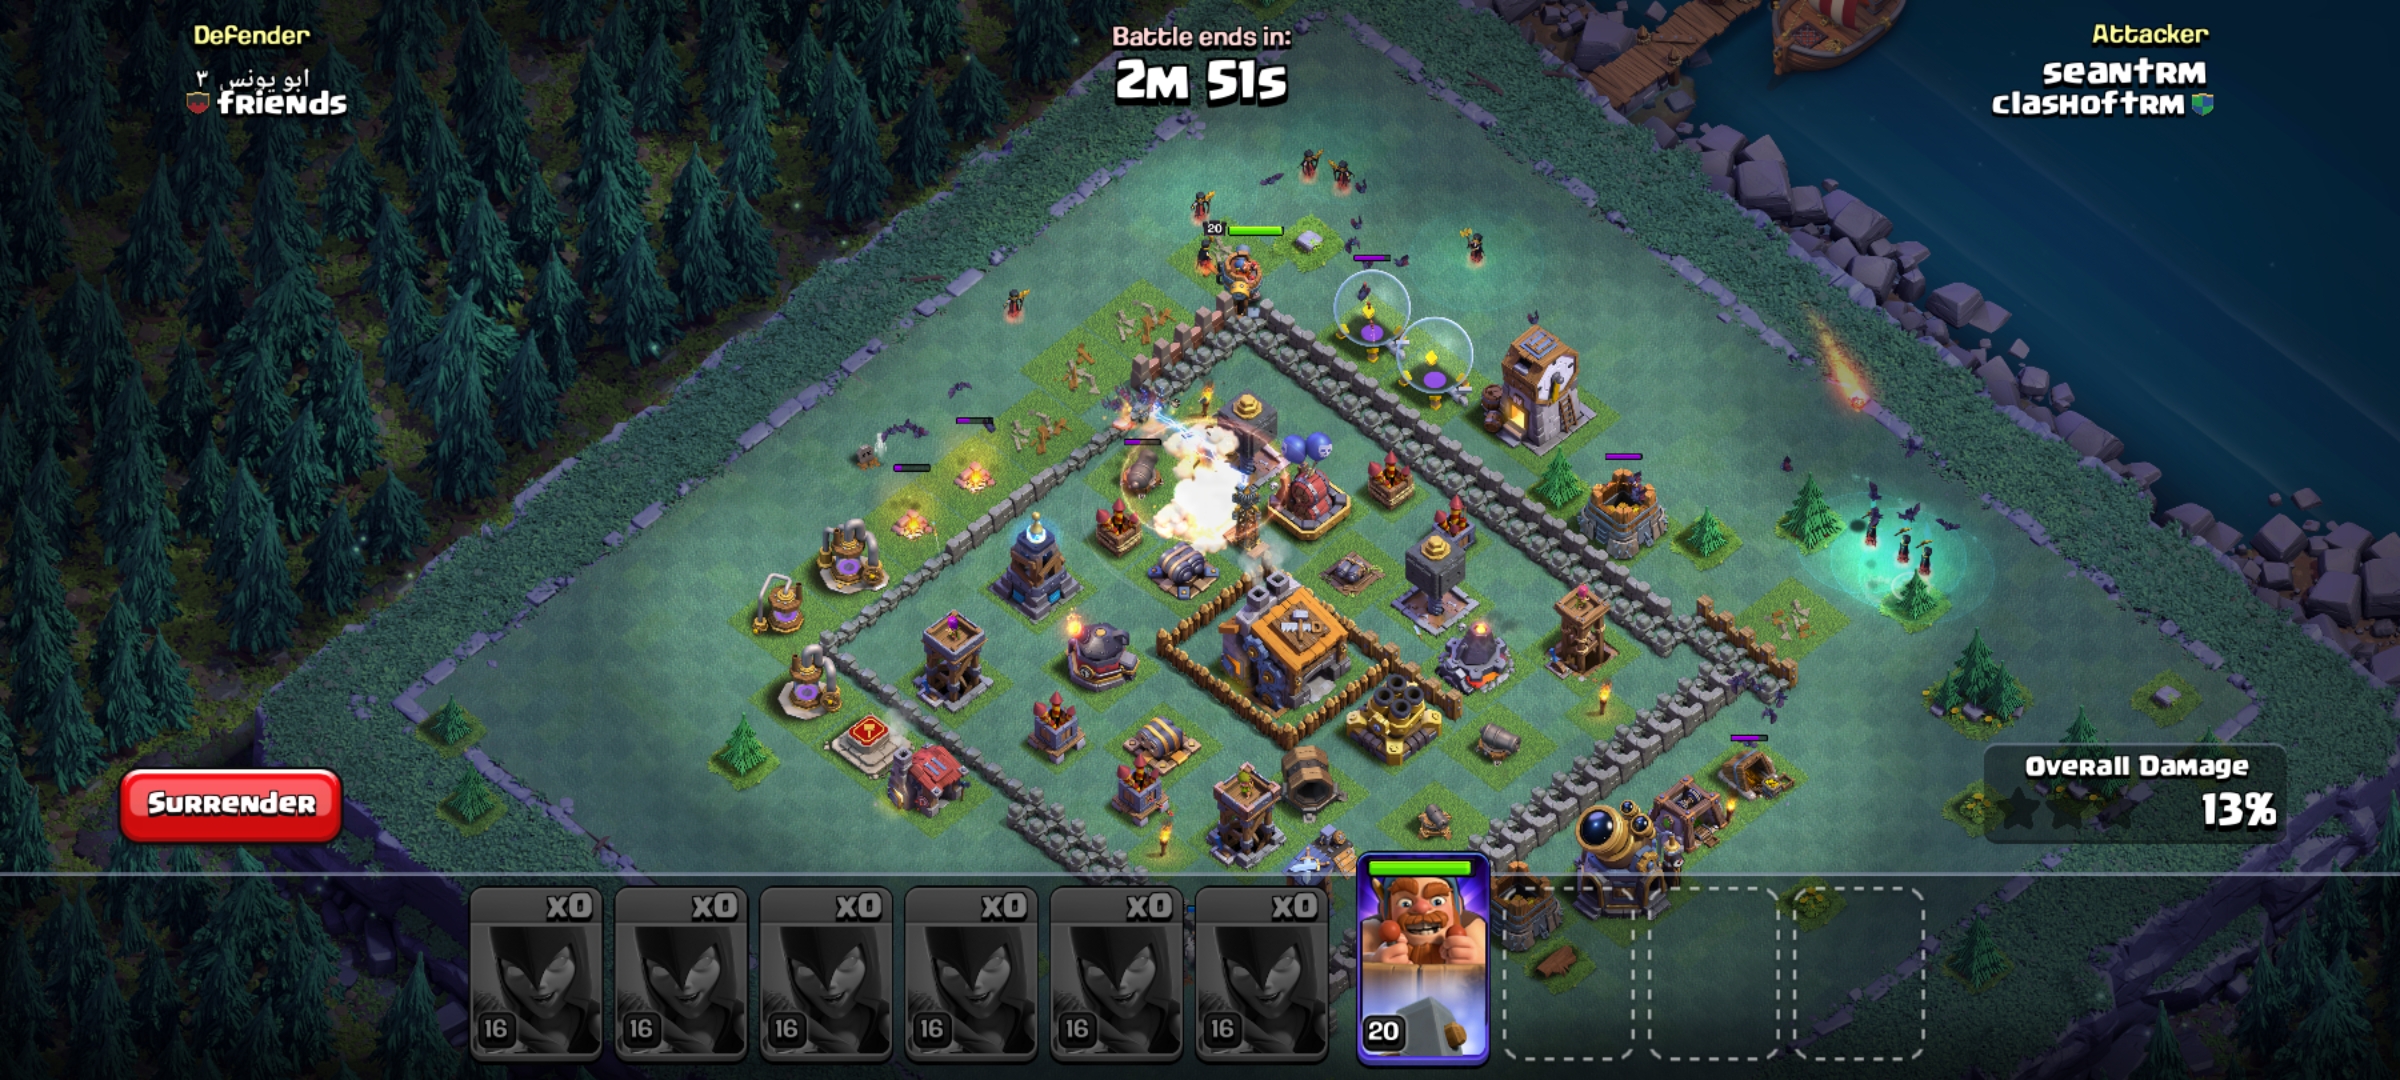 Defender
ابو يونس ٣
friends
Battle ends in:
2M 51s
Attacker
seantRM
clashoftRM
20
Surrender
Overall Damage
13%
x0
x0
x0
x0
x0
x0
16
16
16
16
16
16
20